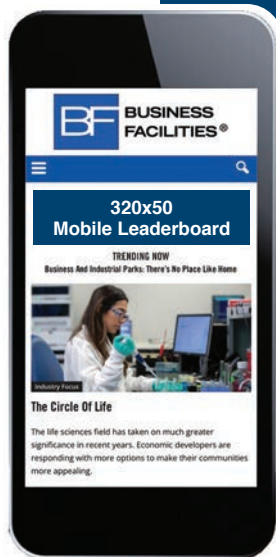 BF BUSINESS
FACILITIES®
320x50
Mobile Leaderboard
TRENDING NOW
Business And Industrial Parks: There's No Place Like Home
Industry Focus
The Circle Of Life
The life sciences field has taken on much greater
significance in recent years. Economic developers are
responding with more options to make their communities
more appealing.